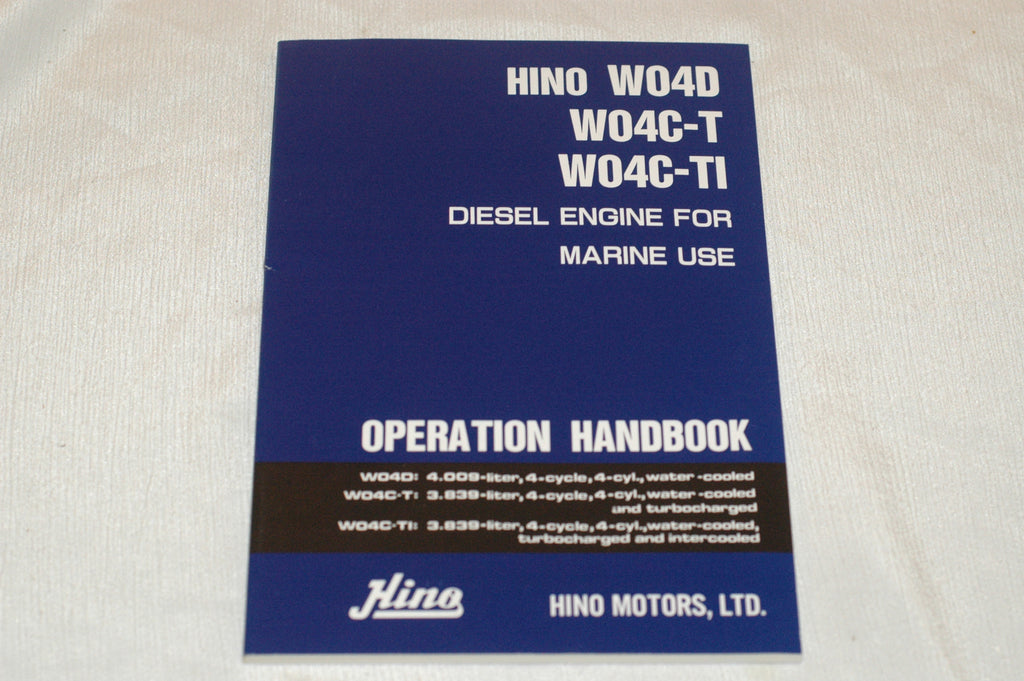 HINO W04D
W04C-T
W04C-TI
DIESEL ENGINE FOR
MARINE USE
OPERATION HANDBOOK
W04D: 4.009-liter, 4-cycle, 4-cyl., water-cooled
W04C-T: 3.839-liter, 4-cycle, 4-cyl., water-cooled
and turbocharged
W04C-TI: 3.839-liter, 4-cycle, 4-cyl., water-cooled,
turbocharged and intercooled
Hino HINO MOTORS, LTD.